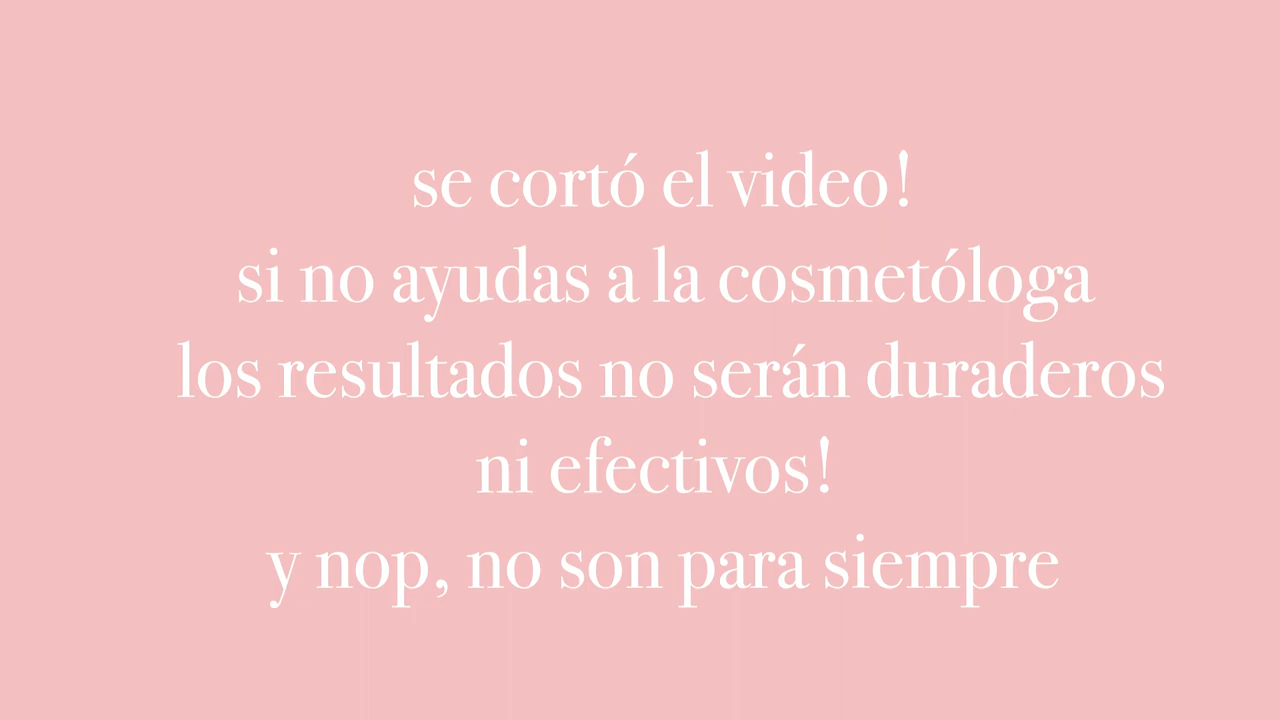 se cortó el video!
si no ayudas a la cosmetóloga
los resultados no serán duraderos
ni efectivos!
y nop, no son para siempre